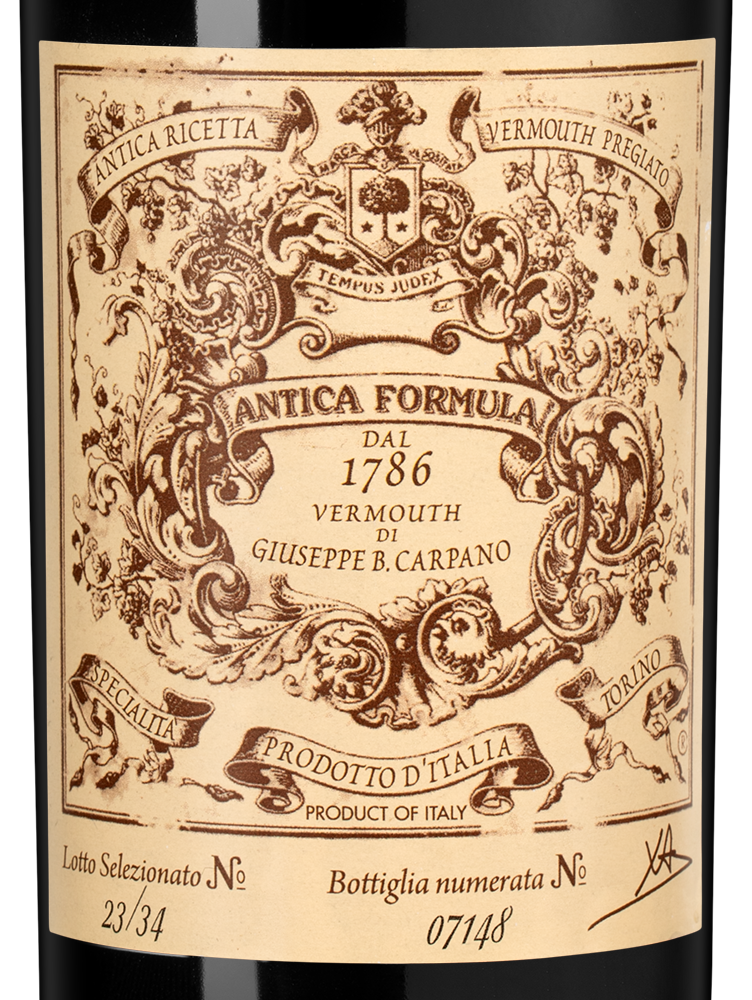 ANTICA RICETTA
VERMOUTH PREGIATO
TEMPUS JUDEX
ANTICA FORMULA
DAL
1786
VERMOUTH
DI
GIUSEPPE B. CARPANO
SPECIALITÀ
TORINO
PRODOTTO D'ITALIA
®
PRODUCT OF ITALY
Lotto Selezionato No
23/34
Bottiglia numerata No
07148